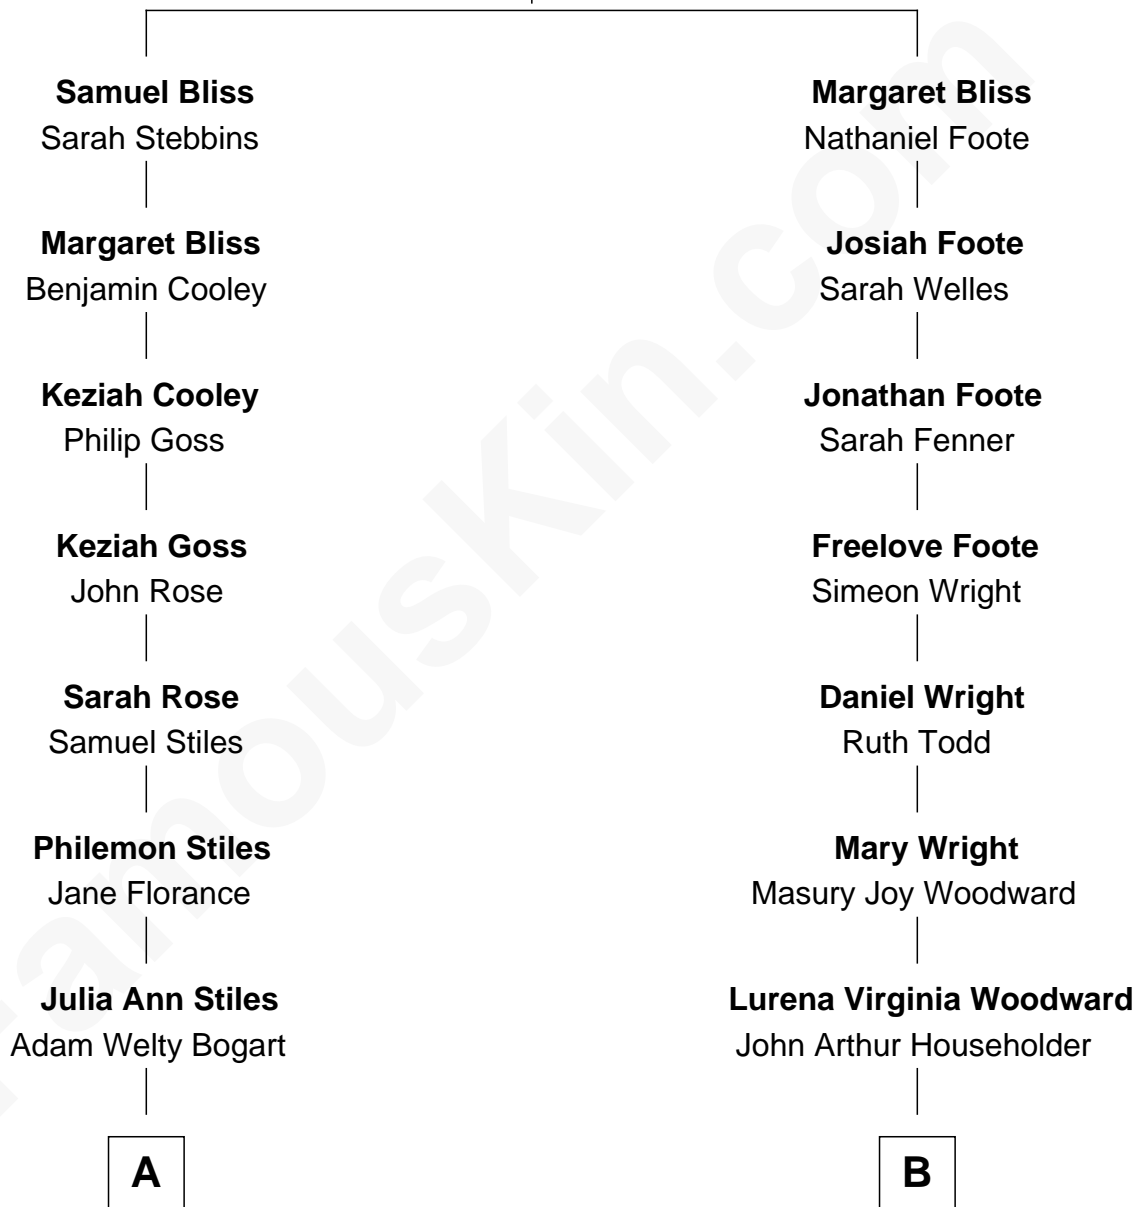 Samuel Bliss
Sarah Stebbins
Margaret Bliss
Benjamin Cooley
Keziah Cooley
Philip Goss
Keziah Goss
John Rose
Sarah Rose
Samuel Stiles
Philemon Stiles
Jane Florance
Julia Ann Stiles
Adam Welty Bogart
A
Margaret Bliss
Nathaniel Foote
Josiah Foote
Sarah Welles
Jonathan Foote
Sarah Fenner
Freelove Foote
Simeon Wright
Daniel Wright
Ruth Todd
Mary Wright
Masury Joy Woodward
Lurena Virginia Woodward
John Arthur Householder
B
FamousKin.com